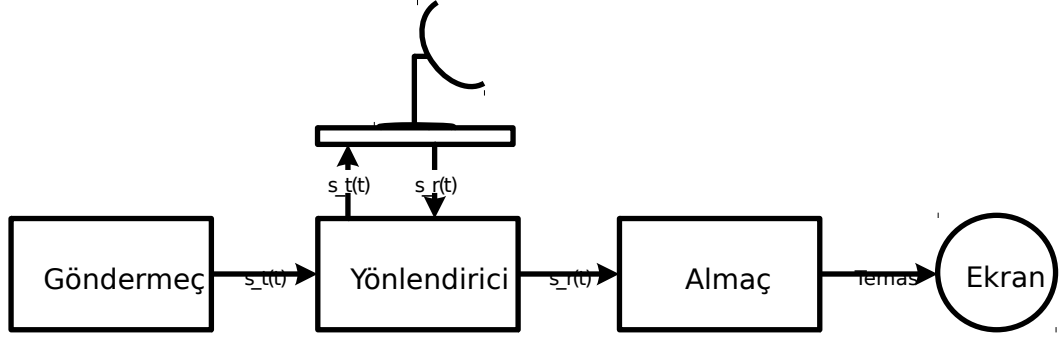 s_t(t)
s_r(t)
Göndermeç
s_t(t)
Yönlendirici
s_r(t)
Almaç
Temas
Ekran